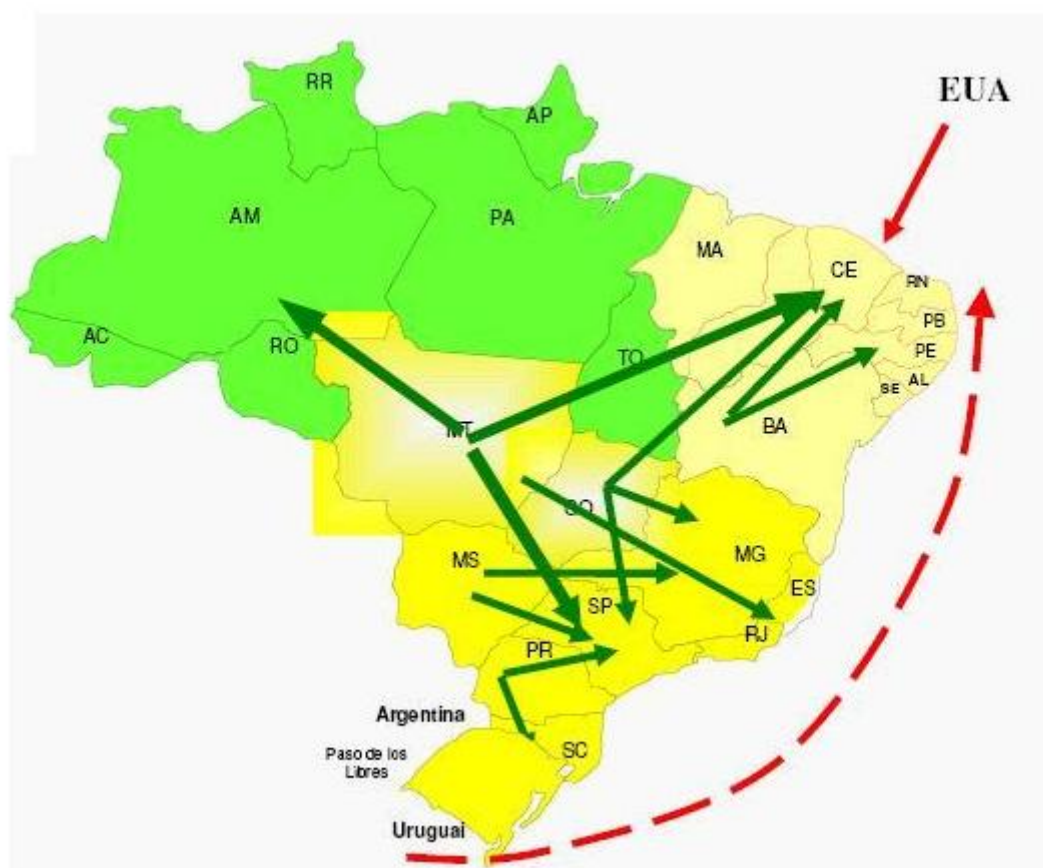 RR
EUA
AP
AM
PA
MA
CE
RN
PB
AC
RO
TO
PE
SE
AL
MT
BA
GO
MG
MS
ES
SP
RJ
PR
Argentina
SC
Paso de los
Libres
Uruguai